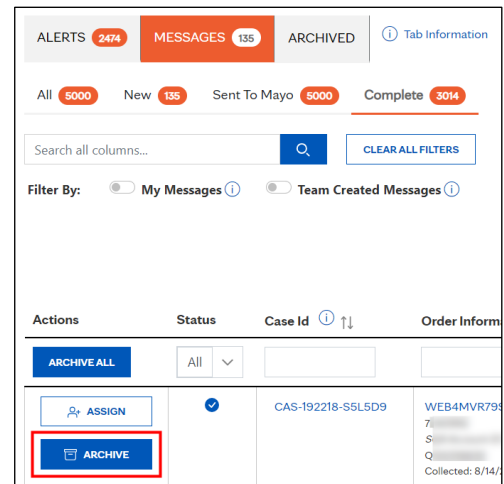 ALERTS 2474 MESSAGES 135 ARCHIVED Tab Information
All 5000 New 135 Sent To Mayo 5000 Complete 3014
Search all columns... CLEAR ALL FILTERS
Filter By: My Messages Team Created Messages
Actions Status Case Id Order Inform
ARCHIVE ALL All
ASSIGN CAS-192218-S5L5D9 WEB4MVR79
ARCHIVE
Collected: 8/14/